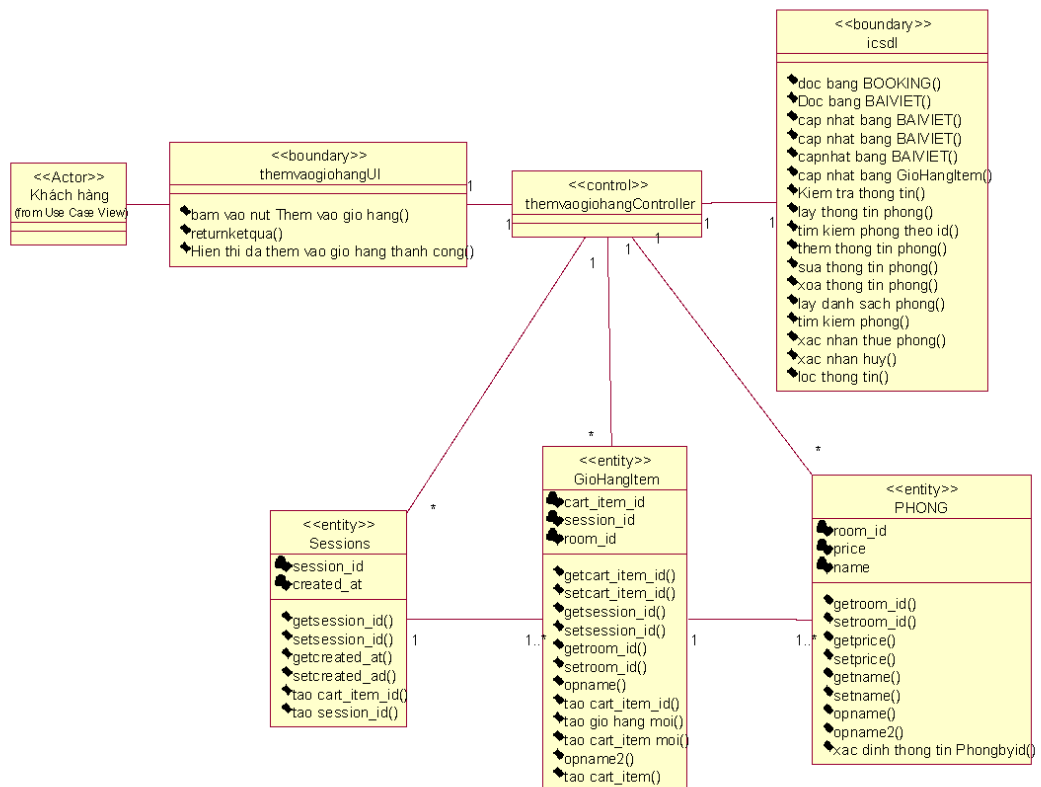 <<Actor>>
Khách hàng
(from Use Case View)
<<boundary>>
themvaogiohangUI
bam vao nut Them vao gio hang()
returnketqua()
Hien thi da them vao gio hang thanh cong()
1
<<control>>
themvaogiohangController
1
1
1
1
1
<<boundary>>
icsdl
doc bang BOOKING()
Doc bang BAIVIET()
cap nhat bang BAIVIET()
cap nhat bang BAIVIET()
capnhat bang BAIVIET()
cap nhat bang GioHangItem()
Kiem tra thong tin()
lay thong tin phong()
tim kiem phong theo id()
them thong tin phong()
sua thong tin phong()
xoa thong tin phong()
lay danh sach phong()
tim kiem phong()
xac nhan thue phong()
xac nhan huy()
loc thong tin()
1
*
*
*
<<entity>>
Sessions
session_id
created_at
getsession_id()
setsession_id()
getcreated_at()
setcreated_ad()
tao cart_item_id()
tao session_id()
1
1..*
<<entity>>
GioHangItem
cart_item_id
session_id
room_id
getcart_item_id()
setcart_item_id()
getsession_id()
setsession_id()
getroom_id()
setroom_id()
opname()
tao cart_item_id()
tao gio hang moi()
tao cart_item moi()
opname2()
tao cart_item()
1
1..*
<<entity>>
PHONG
room_id
price
name
getroom_id()
setroom_id()
getprice()
setprice()
getname()
setname()
opname()
opname2()
xac dinh thong tin Phongbyid()